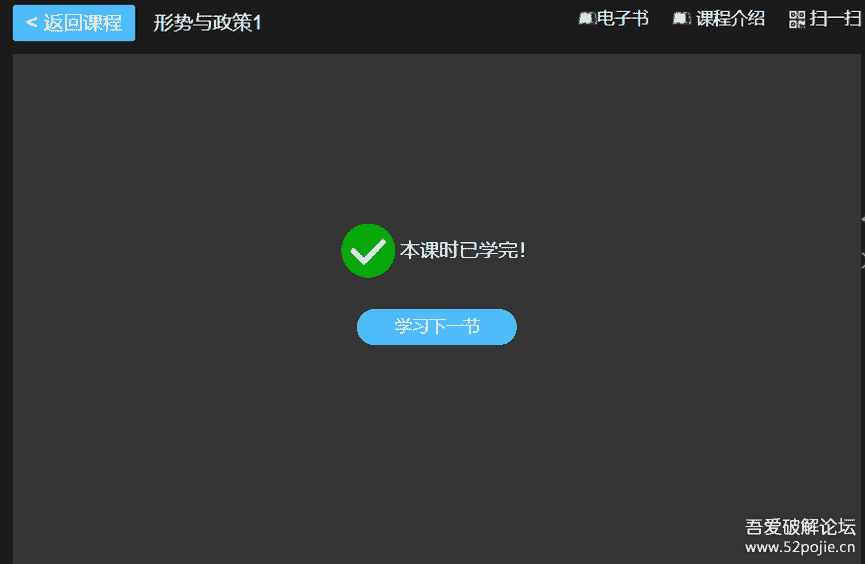 < 返回课程 形势与政策1 电子书 课程介绍 扫一扫
本课时已学完!
学习下一节
吾爱破解论坛
www.52pojie.cn